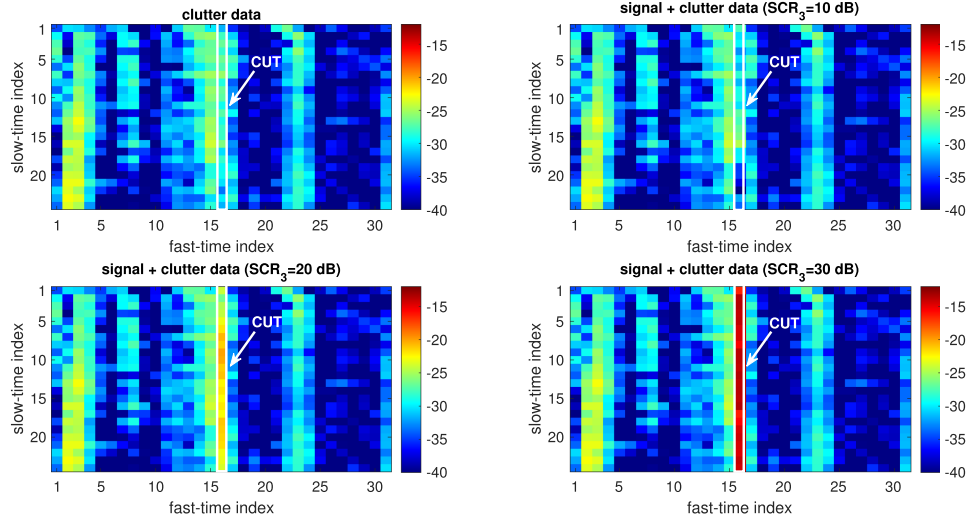 clutter data
1
5
10
15
20
slow-time index
CUT
1 5 10 15 20 25 30
fast-time index
-15
-20
-25
-30
-35
-40
signal + clutter data (SCR3=10 dB)
1
5
10
15
20
slow-time index
CUT
1 5 10 15 20 25 30
fast-time index
-15
-20
-25
-30
-35
-40
signal + clutter data (SCR3=20 dB)
1
5
10
15
20
slow-time index
CUT
1 5 10 15 20 25 30
fast-time index
-15
-20
-25
-30
-35
-40
signal + clutter data (SCR3=30 dB)
1
5
10
15
20
slow-time index
CUT
1 5 10 15 20 25 30
fast-time index
-15
-20
-25
-30
-35
-40